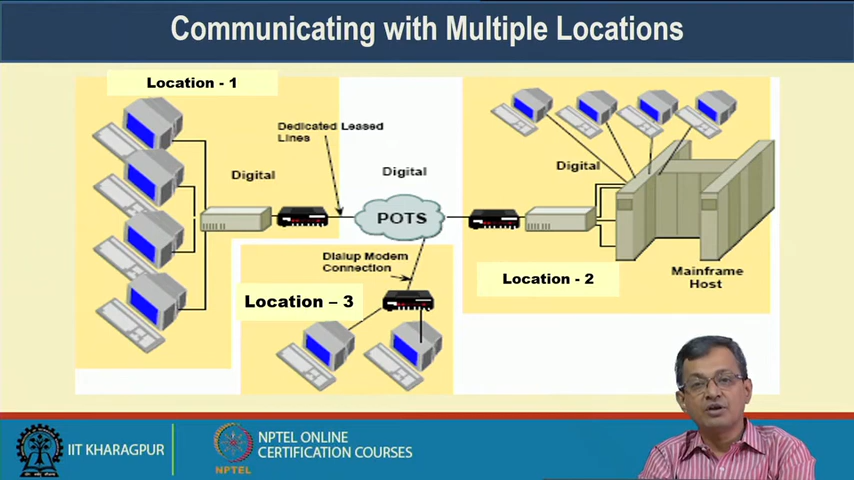 Communicating with Multiple Locations
Location - 1
Dedicated Leased
Lines
Digital
Digital
POTS
Digital
Dialup Modem
Connection
Location – 3
Location - 2
Mainframe
Host
IIT KHARAGPUR
NPTEL
NPTEL ONLINE
CERTIFICATION COURSES